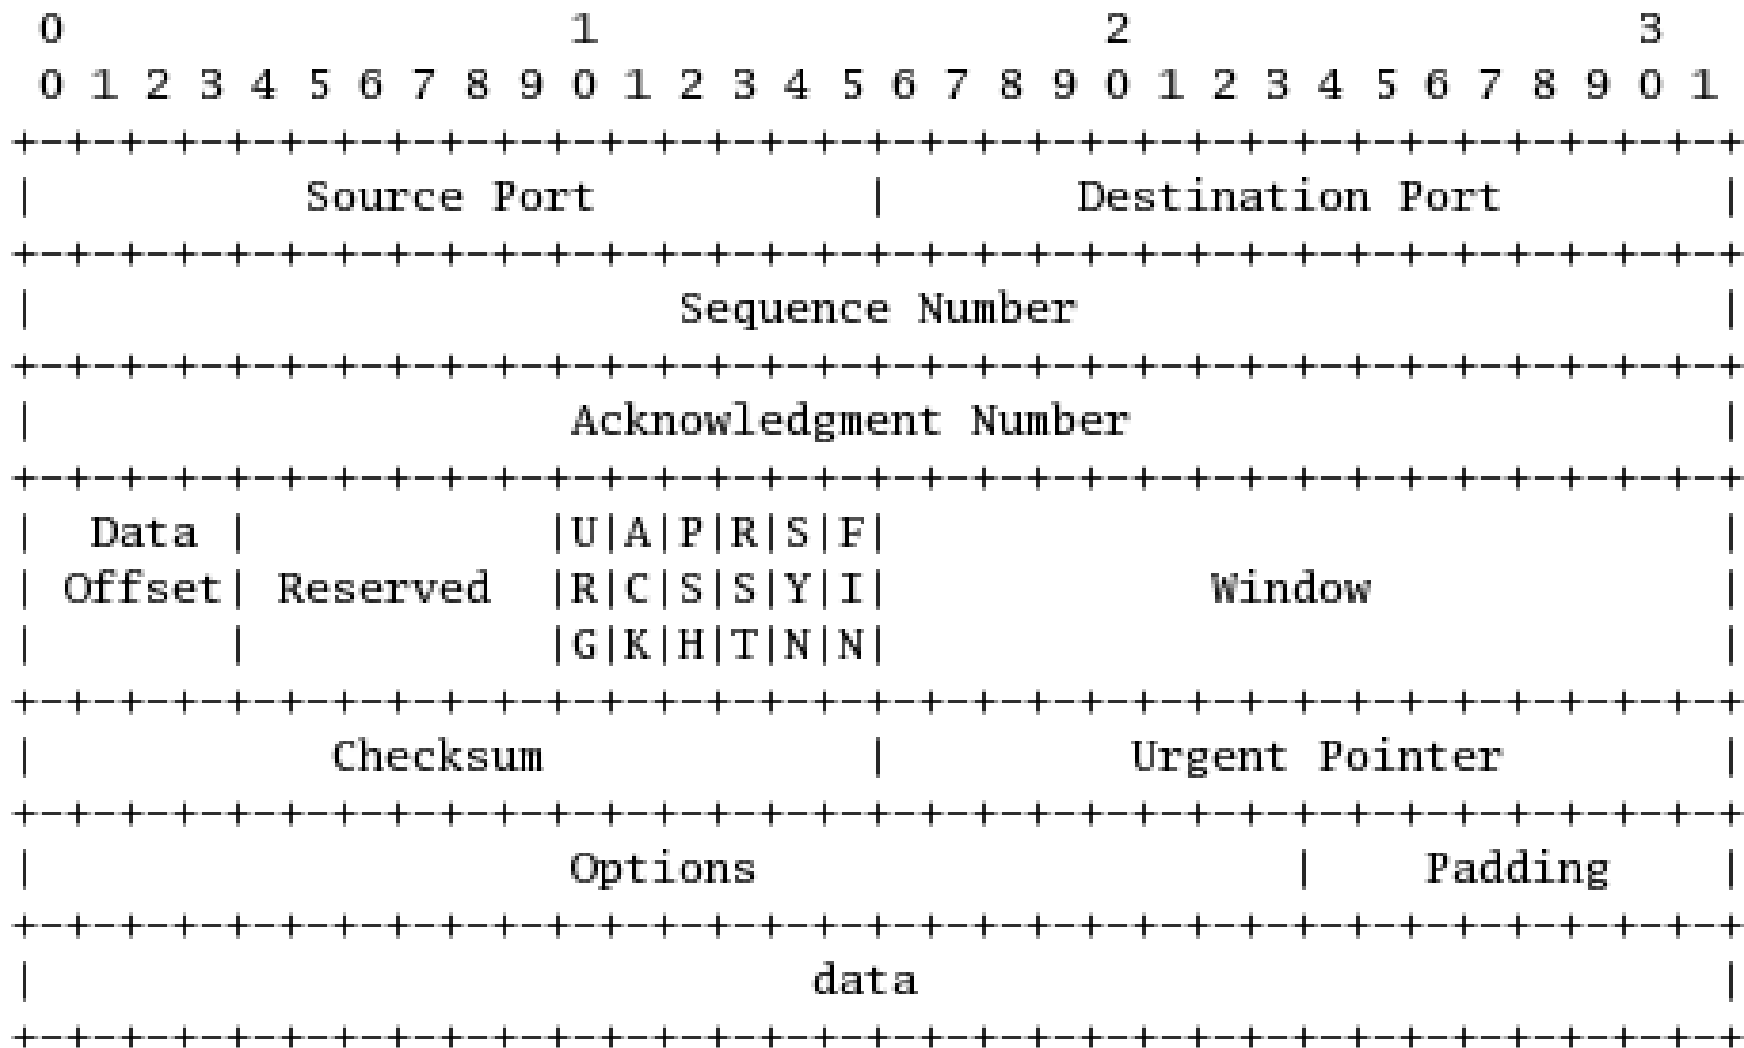 0                   1                   2                   3
 0 1 2 3 4 5 6 7 8 9 0 1 2 3 4 5 6 7 8 9 0 1 2 3 4 5 6 7 8 9 0 1
+-+-+-+-+-+-+-+-+-+-+-+-+-+-+-+-+-+-+-+-+-+-+-+-+-+-+-+-+-+-+-+-+
|          Source Port          |       Destination Port        |
+-+-+-+-+-+-+-+-+-+-+-+-+-+-+-+-+-+-+-+-+-+-+-+-+-+-+-+-+-+-+-+-+
|                        Sequence Number                        |
+-+-+-+-+-+-+-+-+-+-+-+-+-+-+-+-+-+-+-+-+-+-+-+-+-+-+-+-+-+-+-+-+
|                    Acknowledgment Number                      |
+-+-+-+-+-+-+-+-+-+-+-+-+-+-+-+-+-+-+-+-+-+-+-+-+-+-+-+-+-+-+-+-+
|  Data |           |U|A|P|R|S|F|                               |
| Offset| Reserved  |R|C|S|S|Y|I|            Window             |
|       |           |G|K|H|T|N|N|                               |
+-+-+-+-+-+-+-+-+-+-+-+-+-+-+-+-+-+-+-+-+-+-+-+-+-+-+-+-+-+-+-+-+
|           Checksum            |         Urgent Pointer        |
+-+-+-+-+-+-+-+-+-+-+-+-+-+-+-+-+-+-+-+-+-+-+-+-+-+-+-+-+-+-+-+-+
|                    Options                    |    Padding    |
+-+-+-+-+-+-+-+-+-+-+-+-+-+-+-+-+-+-+-+-+-+-+-+-+-+-+-+-+-+-+-+-+
|                             data                              |
+-+-+-+-+-+-+-+-+-+-+-+-+-+-+-+-+-+-+-+-+-+-+-+-+-+-+-+-+-+-+-+-+